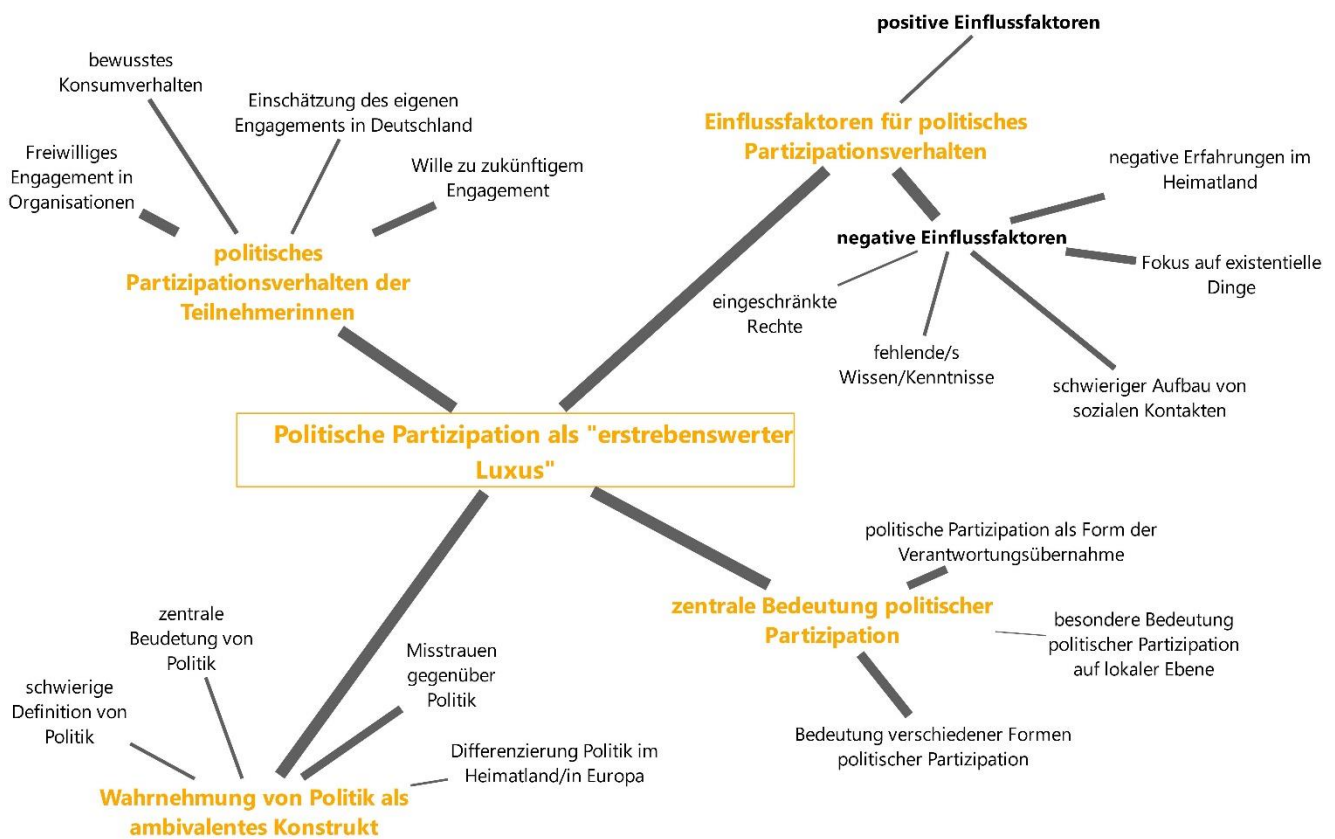 positive Einflussfaktoren
bewusstes
Konsumverhalten
Einschätzung des eigenen
Engagements in Deutschland
Freiwilliges
Engagement in
Organisationen
Wille zu zukünftigem
Engagement
politisches
Partizipationsverhalten der
Teilnehmerinnen
Einflussfaktoren für politisches
Partizipationsverhalten
negative Erfahrungen im
Heimatland
negative Einflussfaktoren
Fokus auf existentielle
Dinge
eingeschränkte
Rechte
fehlende/s
Wissen/Kenntnisse
schwieriger Aufbau von
sozialen Kontakten
Politische Partizipation als "erstrebenswerter
Luxus"
politische Partizipation als Form der
Verantwortungsübernahme
zentrale Bedeutung politischer
Partizipation
besondere Bedeutung
politischer Partizipation
auf lokaler Ebene
Bedeutung verschiedener Formen
politischer Partizipation
zentrale
Beudetung von
Politik
Misstrauen
gegenüber
Politik
schwierige
Definition von
Politik
Differenzierung Politik im
Heimatland/in Europa
Wahrnehmung von Politik als
ambivalentes Konstrukt